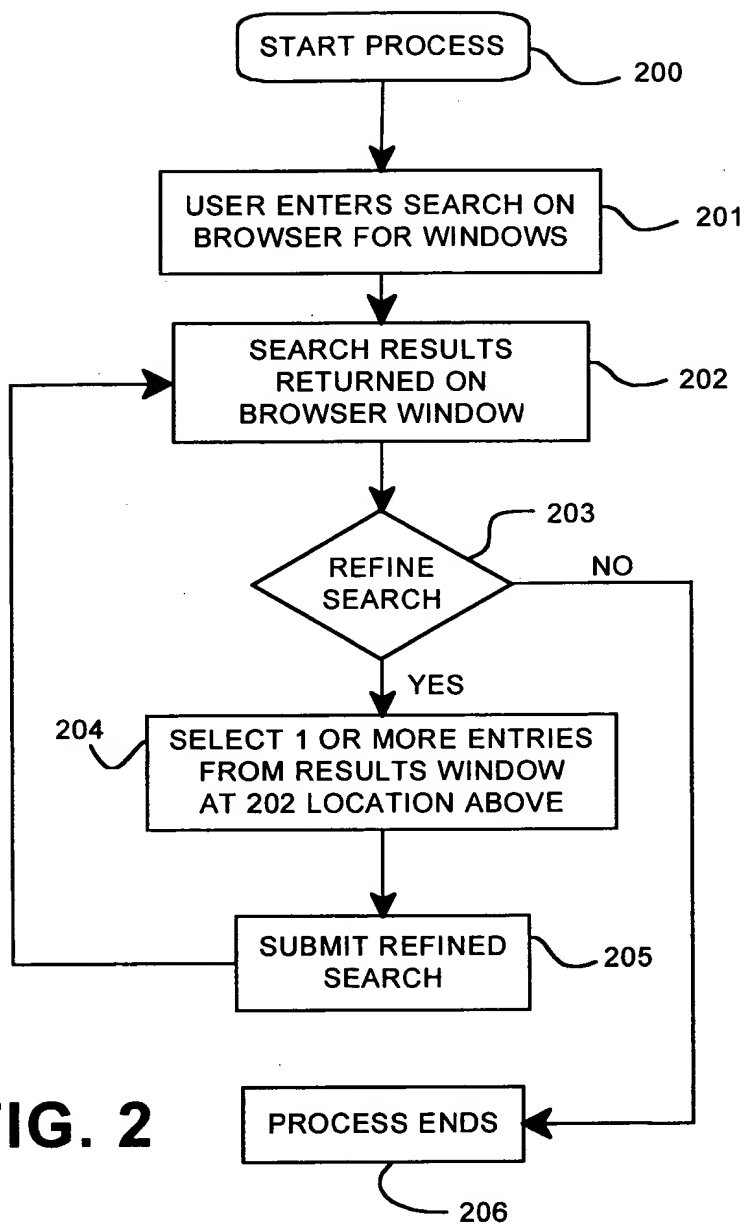 START PROCESS
200
USER ENTERS SEARCH ON
BROWSER FOR WINDOWS
201
SEARCH RESULTS
RETURNED ON
BROWSER WINDOW
202
203
REFINE
SEARCH
NO
YES
204
SELECT 1 OR MORE ENTRIES
FROM RESULTS WINDOW
AT 202 LOCATION ABOVE
SUBMIT REFINED
SEARCH
205
FIG. 2
PROCESS ENDS
206